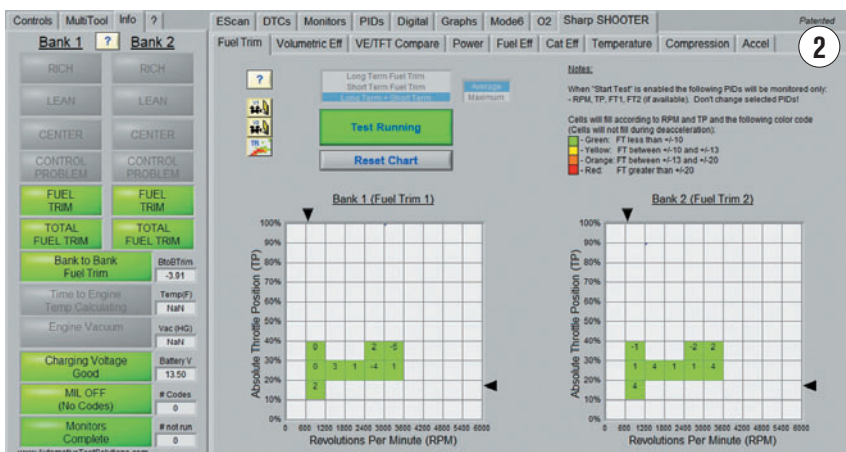 Controls MultiTool Info ?
EScan DTCs Monitors PIDs Digital Graphs Mode6 O2 Sharp SHOOTER
Patented
2
Bank 1 ? Bank 2
RICH RICH
LEAN LEAN
CENTER CENTER
CONTROL PROBLEM CONTROL PROBLEM
FUEL TRIM FUEL TRIM
TOTAL FUEL TRIM TOTAL FUEL TRIM
Bank to Bank Fuel Trim
BtoBTrim
-3.91
Time to Engine Temp Calculating
Temp(F)
NaN
Engine Vacuum
Vac (HG)
NaN
Charging Voltage Good
Battery V
13.50
MIL OFF (No Codes)
# Codes
0
Monitors Complete
# not run
0
www.AutomotiveTestSolutions.com
Fuel Trim Volumetric Eff VE/TFT Compare Power Fuel Eff Cat Eff Temperature Compression Accel
?
Long Term Fuel Trim
Short Term Fuel Trim
Long Term + Short Term
Average
Maximum
Test Running
Reset Chart
Notes:
When "Start Test" is enabled the following PIDs will be monitored only:
- RPM, TP, FT1, FT2 (if available). Don't change selected PIDs!
Cells will fill according to RPM and TP and the following color code
(Cells will not fill during deacceleration):
- Green: FT less than +/-10
- Yellow: FT between +/-10 and +/-13
- Orange: FT between +/-13 and +/-20
- Red: FT greater than +/-20
Bank 1 (Fuel Trim 1)
Absolute Throttle Position (TP)
100%
90%
80%
70%
60%
50%
40%
30%
20%
10%
0%
0 2 -5
0 3 1 -4 1
2
0 600 1200 1800 2400 3000 3600 4200 4800 5400 6000
Revolutions Per Minute (RPM)
Bank 2 (Fuel Trim 2)
Absolute Throttle Position (TP)
100%
90%
80%
70%
60%
50%
40%
30%
20%
10%
0%
-1 -2 2
1 4 1 1 4
4
0 600 1200 1800 2400 3000 3600 4200 4800 5400 6000
Revolutions Per Minute (RPM)